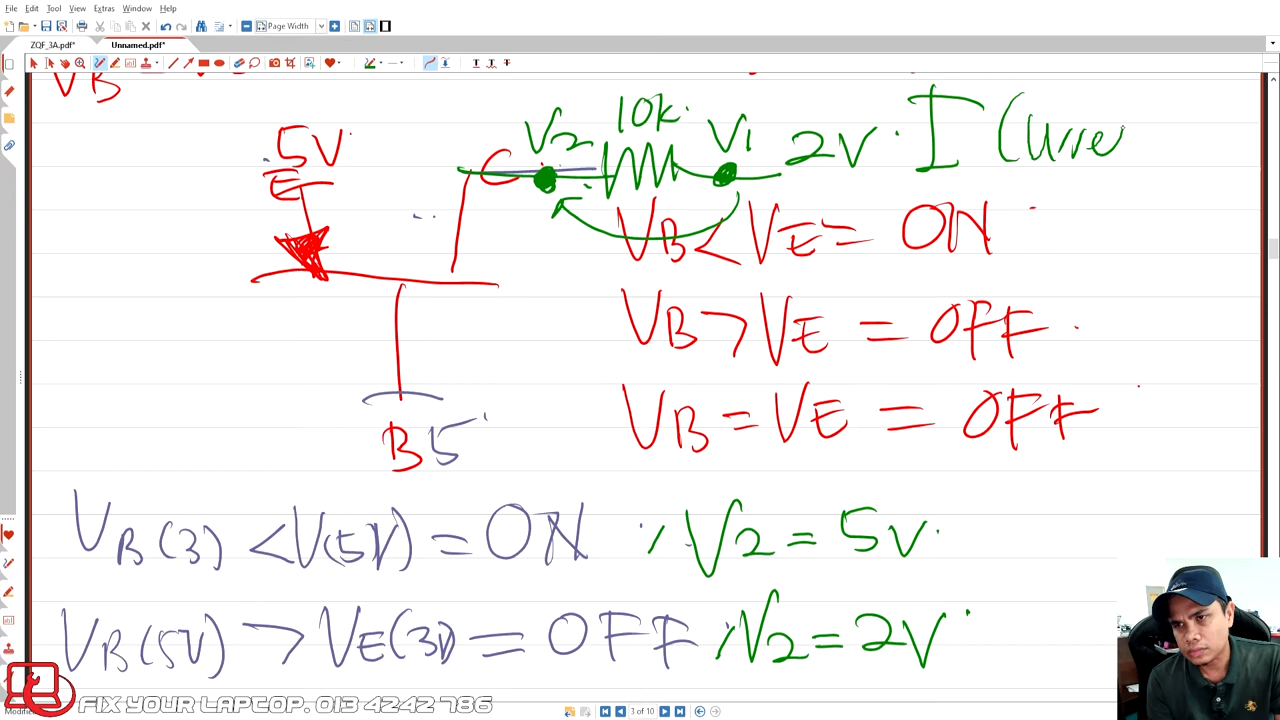 File Edit Tool View Extras Window Help
Page Width
ZQF_3A.pdf* Unnamed.pdf*
VB
5V
E
C
V2
10k
V1
2V
I (Curre
VB < VE = ON
VB > VE = OFF
VB = VE = OFF
B 5
VB(3) < V(5V) = ON V2 = 5V
VB(5V) > VE(3V) = OFF V2 = 2V
FIX YOUR LAPTOP. 013 4242 786
3 of 10